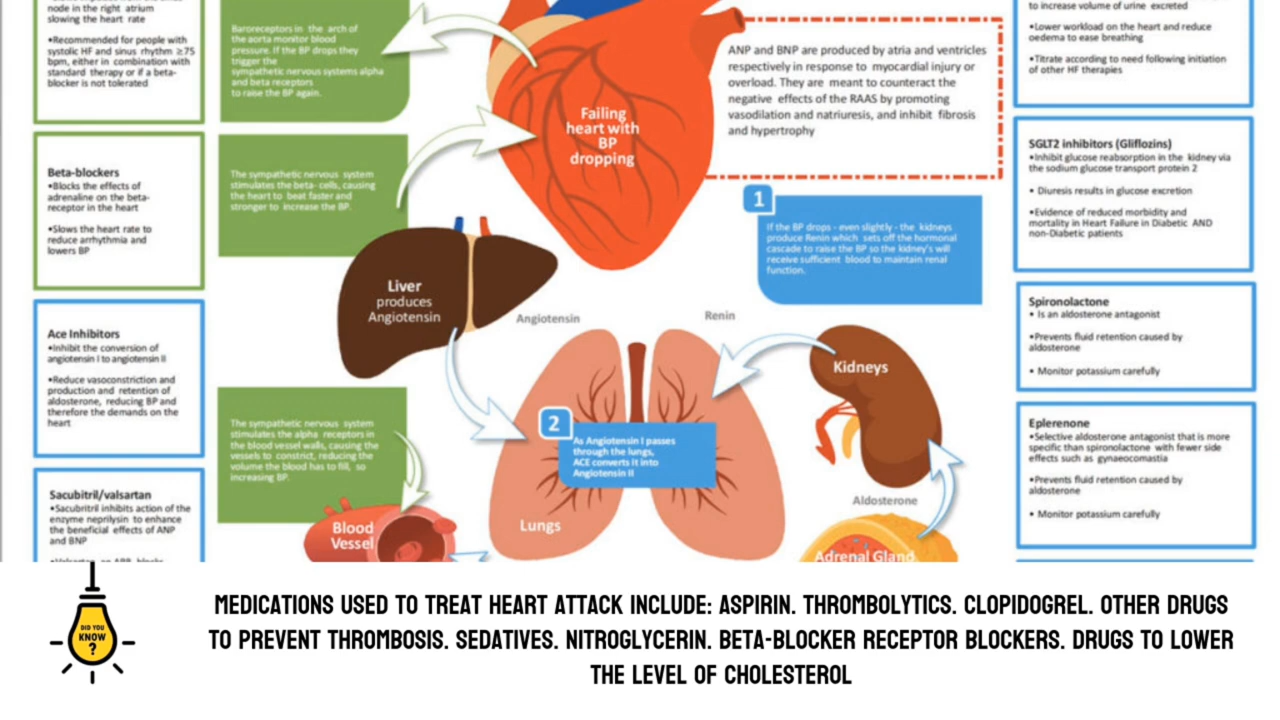 node in the right atrium
slowing the heart rate
•Recommended for people with
systolic HF and sinus rhythm ≥75
bpm, either in combination with
standard therapy or if a beta-
blocker is not tolerated
Beta-blockers
•Blocks the effects of
adrenaline on the beta-
receptor in the heart
•Slows the heart rate to
reduce arrhythmia and
lowers BP
Ace Inhibitors
•Inhibit the conversion of
angiotensin I to angiotensin II
•Reduce vasoconstriction and
production and retention of
aldosterone, reducing BP and
therefore the demands on the
heart
Sacubitril/valsartan
•Sacubitril inhibits action of the
enzyme neprilysin to enhance
the beneficial effects of ANP
and BNP
Baroreceptors in the arch of
the aorta monitor blood
pressure. If the BP drops they
trigger the
sympathetic nervous systems alpha
and beta receptors
to raise the BP again.
The sympathetic nervous system
stimulates the beta- cells, causing
the heart to beat faster and
stronger to increase the BP.
The sympathetic nervous system
stimulates the alpha receptors in
the blood vessel walls, causing the
vessels to constrict, reducing the
volume the blood has to fill, so
increasing BP.
Failing
heart with
BP
dropping
Liver
produces
Angiotensin
Angiotensin
Renin
Kidneys
2
As Angiotensin I passes
through the lungs,
ACE converts it into
Angiotensin II
Lungs
Blood
Vessel
Aldosterone
Adrenal Gland
ANP and BNP are produced by atria and ventricles
respectively in response to myocardial injury or
overload. They are meant to counteract the
negative effects of the RAAS by promoting
vasodilation and natriuresis, and inhibit fibrosis
and hypertrophy
1
If the BP drops - even slightly - the kidneys
produce Renin which sets off the hormonal
cascade to raise the BP so the kidney's will
receive sufficient blood to maintain renal
function.
to increase volume of urine excreted
•Lower workload on the heart and reduce
oedema to ease breathing
•Titrate according to need following initiation
of other HF therapies
SGLT2 inhibitors (Gliflozins)
•Inhibit glucose reabsorption in the kidney via
the sodium glucose transport protein 2
• Diuresis results in glucose excretion
•Evidence of reduced morbidity and
mortality in Heart Failure in Diabetic AND
non-Diabetic patients
Spironolactone
• Is an aldosterone antagonist
•Prevents fluid retention caused by
aldosterone
• Monitor potassium carefully
Eplerenone
•Selective aldosterone antagonist that is more
specific than spironolactone with fewer side
effects such as gynaecomastia
•Prevents fluid retention caused by
aldosterone
• Monitor potassium carefully
DID YOU
KNOW
?
MEDICATIONS USED TO TREAT HEART ATTACK INCLUDE: ASPIRIN. THROMBOLYTICS. CLOPIDOGREL. OTHER DRUGS
TO PREVENT THROMBOSIS. SEDATIVES. NITROGLYCERIN. BETA-BLOCKER RECEPTOR BLOCKERS. DRUGS TO LOWER
THE LEVEL OF CHOLESTEROL